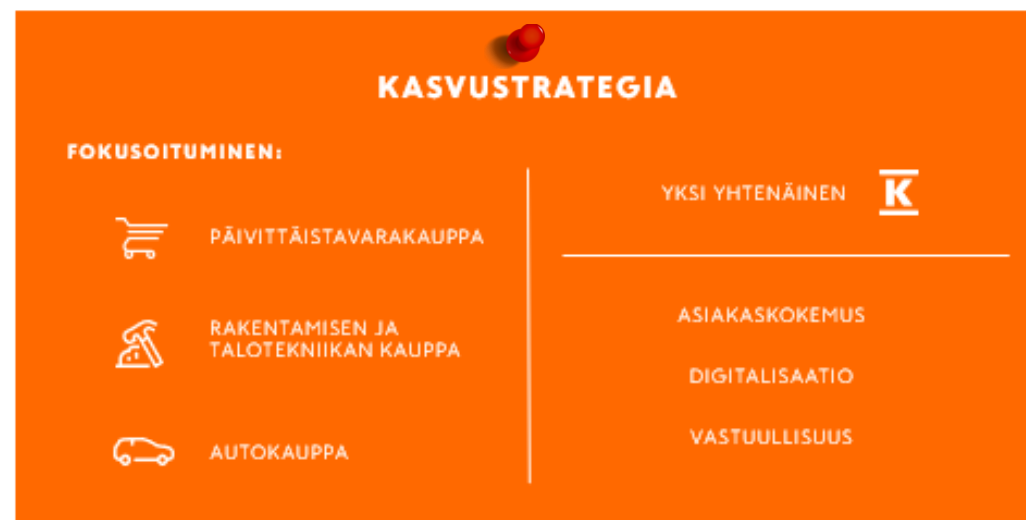 KASVUSTRATEGIA
FOKUSOITUMINEN:
PÄIVITTÄISTAVARAKAUPPA
RAKENTAMISEN JA
TALOTEKNIIKAN KAUPPA
AUTOKAUPPA
YKSI YHTENÄINEN K
ASIAKASKOKEMUS
DIGITALISAATIO
VASTUULLISUUS